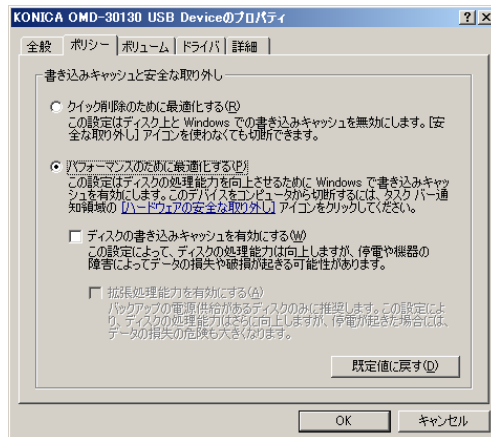 KONICA OMD-30130 USB Deviceのプロパティ
全般 ポリシー ボリューム ドライバ 詳細
書き込みキャッシュと安全な取り外し
クイック削除のために最適化する(R)
この設定はディスク上と Windows での書き込みキャッシュを無効にします。[安
全な取り外し] アイコンを使わなくても切断できます。
パフォーマンスのために最適化する(P)
この設定はディスクの処理能力を向上させるために Windows で書き込みキャッ
シュを有効にします。このデバイスをコンピュータから切断するには、タスク バー通
知領域の [ハードウェアの安全な取り外し] アイコンをクリックしてください。
ディスクの書き込みキャッシュを有効にする(W)
この設定によって、ディスクの処理能力は向上しますが、停電や機器の
障害によってデータの損失や破損が起きる可能性があります。
拡張処理能力を有効にする(A)
バックアップの電源供給があるディスクのみに推奨します。この設定によ
り、ディスクの処理能力はさらに向上しますが、停電が起きた場合には、
データの損失の危険も大きくなります。
既定値に戻す(D)
OK キャンセル